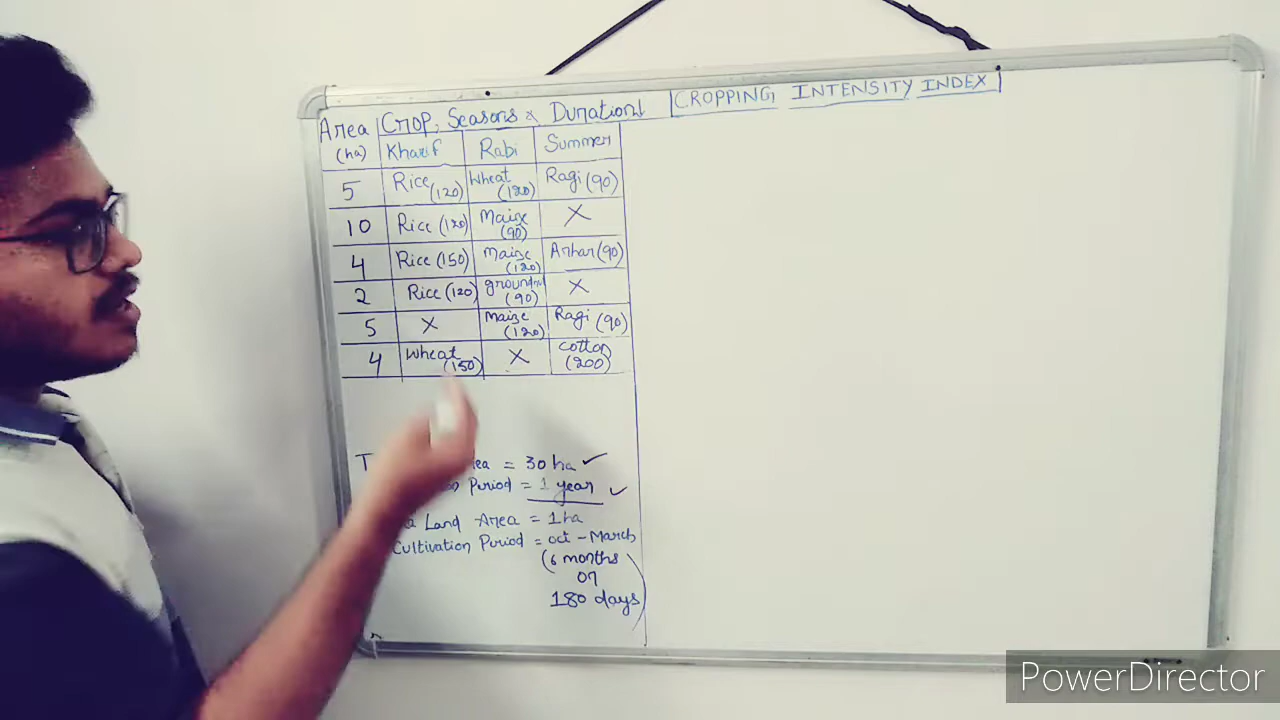 CROP, Seasons & Duration | CROPPING INTENSITY INDEX |
Area (ha) Kharif Rabi Summer
5 Rice (120) Wheat (120) Ragi (90)
10 Rice (120) Maize (90) X
4 Rice (150) Maize (120) Arhar (90)
2 Rice (120) (90) X
5 X Maize (120) Ragi (90)
4 Wheat (150) X Cotton (200)
= 30 ha ✓
Period = 1 year ✓
Land Area = 1 ha
Cultivation Period = Oct - March
(6 months
or
180 days)
PowerDirector